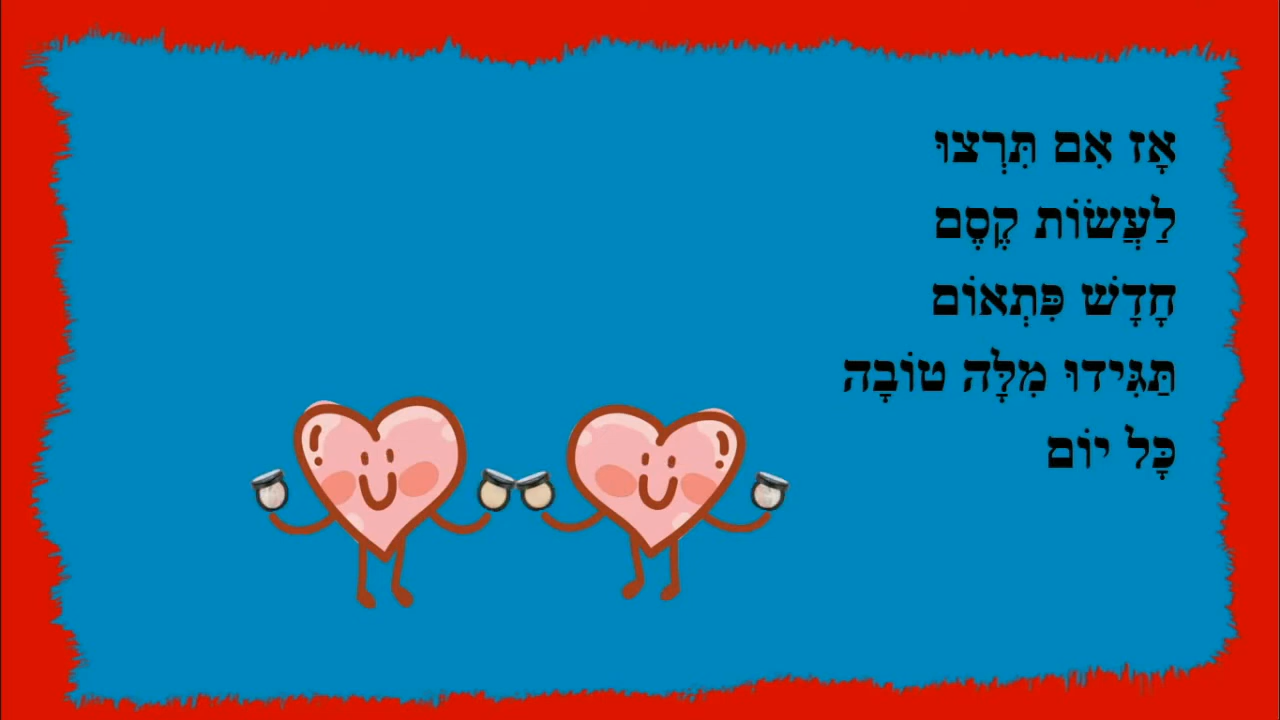 אָז אִם תִּרְצוּ
לַעֲשׂוֹת קֶסֶם
חָדָשׁ פִּתְאוֹם
תַּגִּידוּ מִלָּה טוֹבָה
כָּל יוֹם